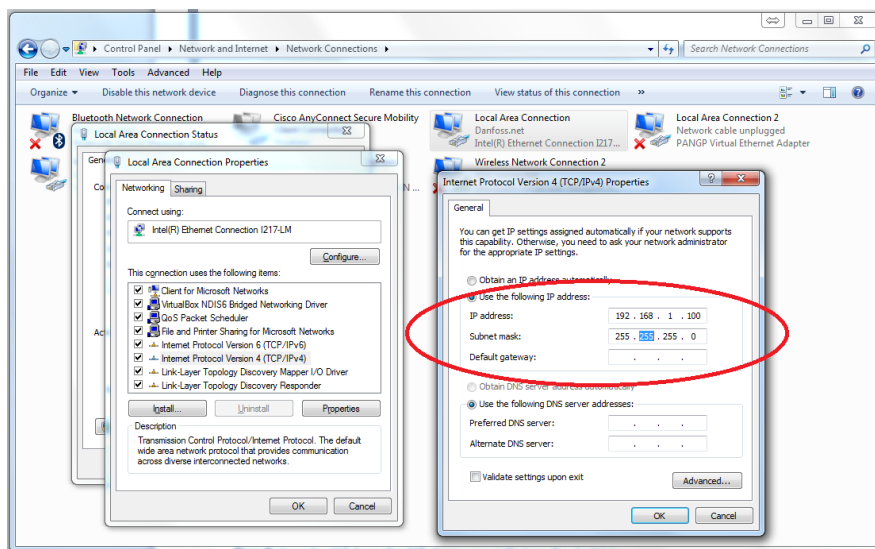 Control Panel ▸ Network and Internet ▸ Network Connections ▸
Search Network Connections
File Edit View Tools Advanced Help
Organize Disable this network device Diagnose this connection Rename this connection View status of this connection »
Bluetooth Network Connection
Cisco AnyConnect Secure Mobility
Local Area Connection
Danfoss.net
Intel(R) Ethernet Connection I217...
Local Area Connection 2
Network cable unplugged
PANGP Virtual Ethernet Adapter
Wireless Network Connection 2
Local Area Connection Status
Local Area Connection Properties
Networking Sharing
Connect using:
Intel(R) Ethernet Connection I217-LM
Configure...
This connection uses the following items:
Client for Microsoft Networks
VirtualBox NDIS6 Bridged Networking Driver
QoS Packet Scheduler
File and Printer Sharing for Microsoft Networks
Internet Protocol Version 6 (TCP/IPv6)
Internet Protocol Version 4 (TCP/IPv4)
Link-Layer Topology Discovery Mapper I/O Driver
Link-Layer Topology Discovery Responder
Install... Uninstall Properties
Description
Transmission Control Protocol/Internet Protocol. The default
wide area network protocol that provides communication
across diverse interconnected networks.
OK Cancel
Internet Protocol Version 4 (TCP/IPv4) Properties
General
You can get IP settings assigned automatically if your network supports
this capability. Otherwise, you need to ask your network administrator
for the appropriate IP settings.
Obtain an IP address automatically
Use the following IP address:
IP address: 192 . 168 . 1 . 100
Subnet mask: 255 . 255 . 255 . 0
Default gateway: . . .
Obtain DNS server address automatically
Use the following DNS server addresses:
Preferred DNS server: . . .
Alternate DNS server: . . .
Validate settings upon exit
Advanced...
OK Cancel